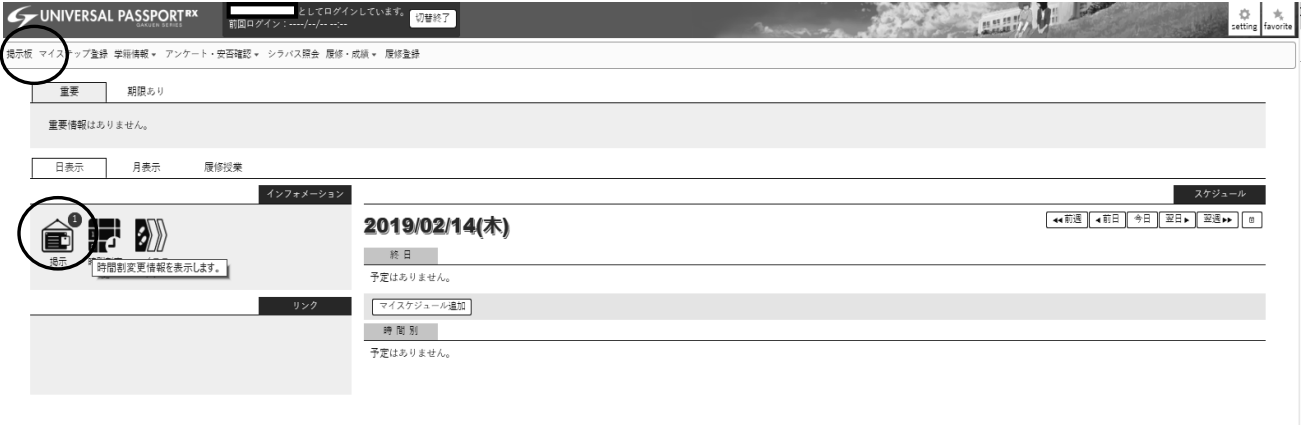 UNIVERSAL PASSPORT RX
GAKUEN SERIES
としてログインしています。
前回ログイン：----/--/-- --:--
切替終了
setting
favorite
掲示板 マイステップ登録 学籍情報 アンケート・安否確認 シラバス照会 履修・成績 履修登録
重要 期限あり
重要情報はありません。
日表示 月表示 履修授業
インフォメーション
1
掲示
時間割変更情報を表示します。
リンク
スケジュール
2019/02/14(木)
前週 前日 今日 翌日 翌週
終日
予定はありません。
マイスケジュール追加
時間別
予定はありません。